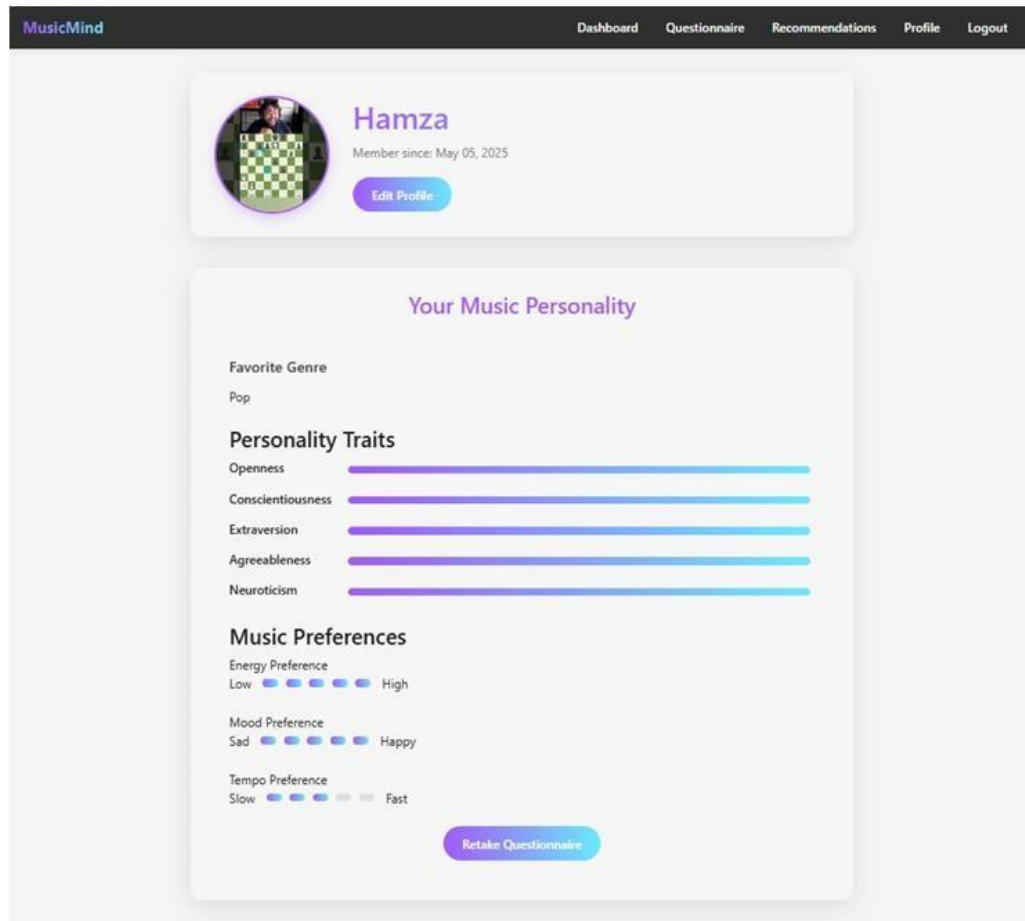 MusicMind Dashboard Questionnaire Recommendations Profile Logout
Hamza
Member since: May 05, 2025
Edit Profile
Your Music Personality
Favorite Genre
Pop
Personality Traits
Openness
Conscientiousness
Extraversion
Agreeableness
Neuroticism
Music Preferences
Energy Preference
Low High
Mood Preference
Sad Happy
Tempo Preference
Slow Fast
Retake Questionnaire